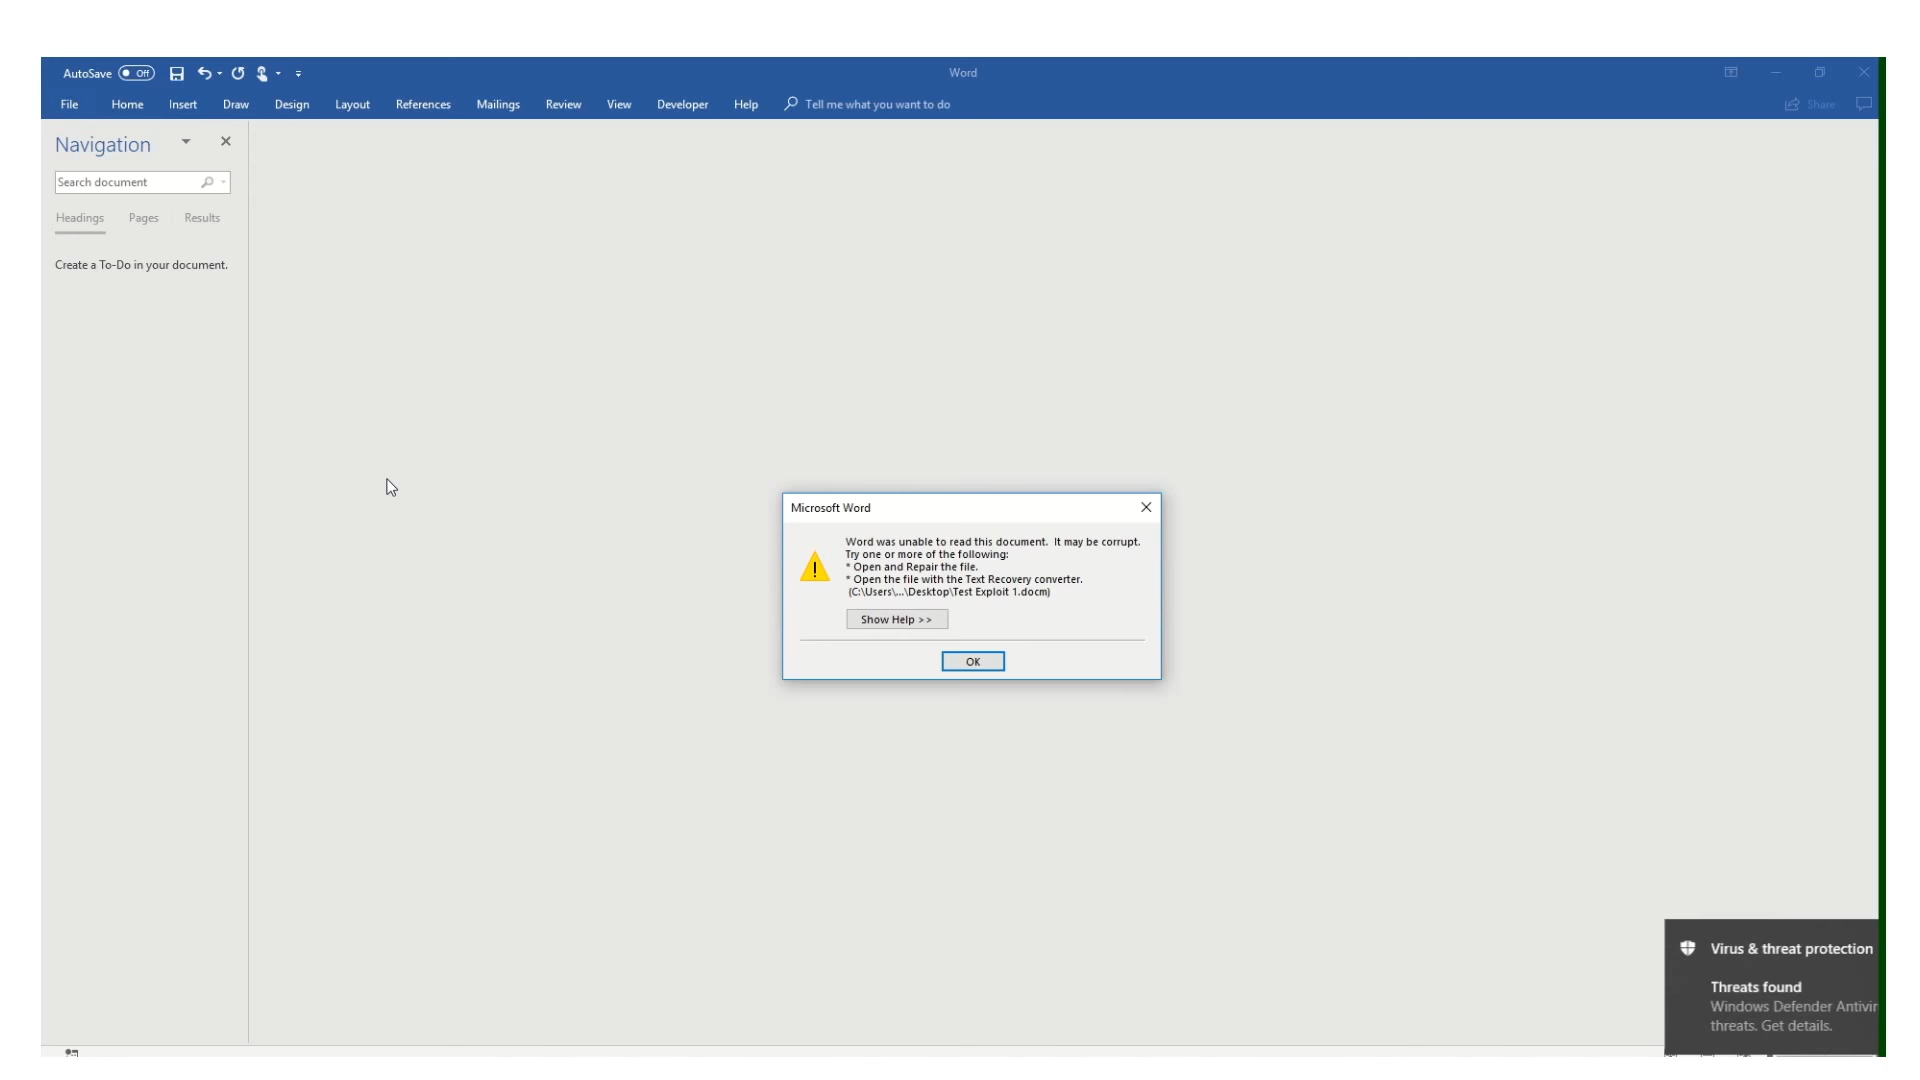 AutoSave Off Word
File Home Insert Draw Design Layout References Mailings Review View Developer Help Tell me what you want to do Share
Navigation
Search document
Headings Pages Results
Create a To-Do in your document.
Microsoft Word
Word was unable to read this document.  It may be corrupt.
Try one or more of the following:
* Open and Repair the file.
* Open the file with the Text Recovery converter.
(C:\Users\...\Desktop\Test Exploit 1.docm)
Show Help >>
OK
Virus & threat protection
Threats found
Windows Defender Antivir
threats. Get details.